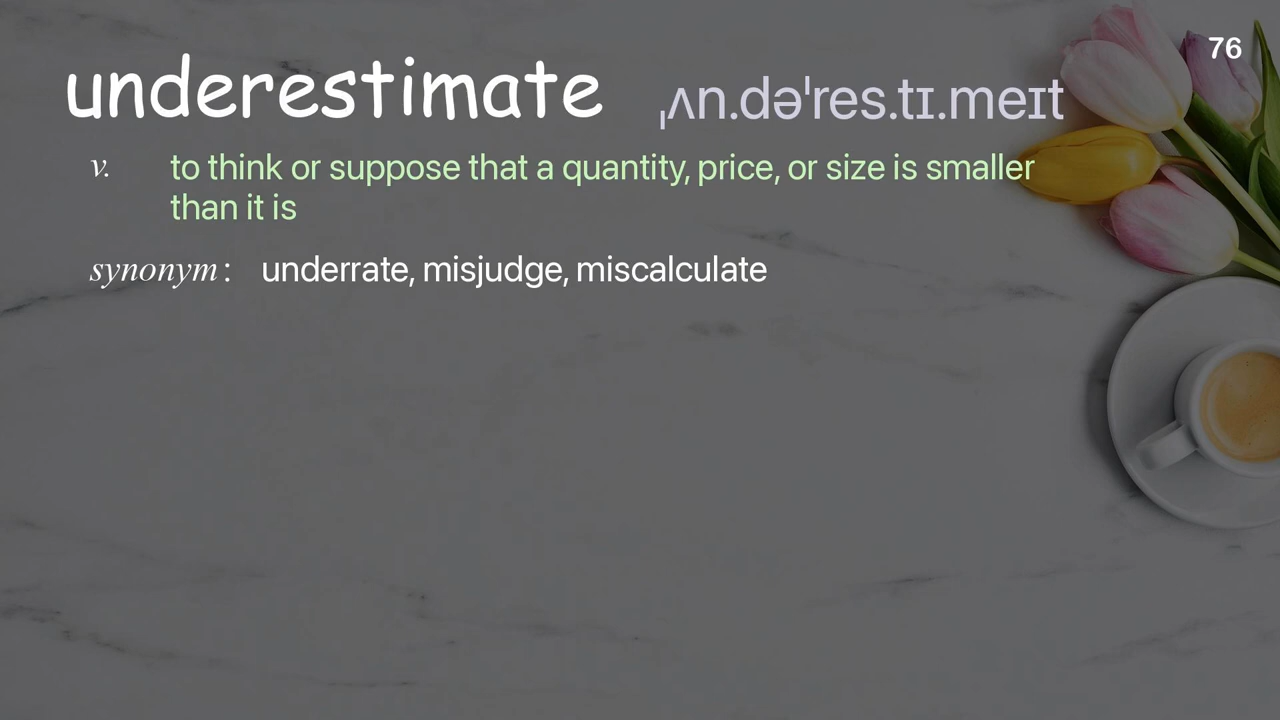 76
underestimate ˌʌn.dəˈres.tɪ.meɪt
v. to think or suppose that a quantity, price, or size is smaller
than it is
synonym : underrate, misjudge, miscalculate